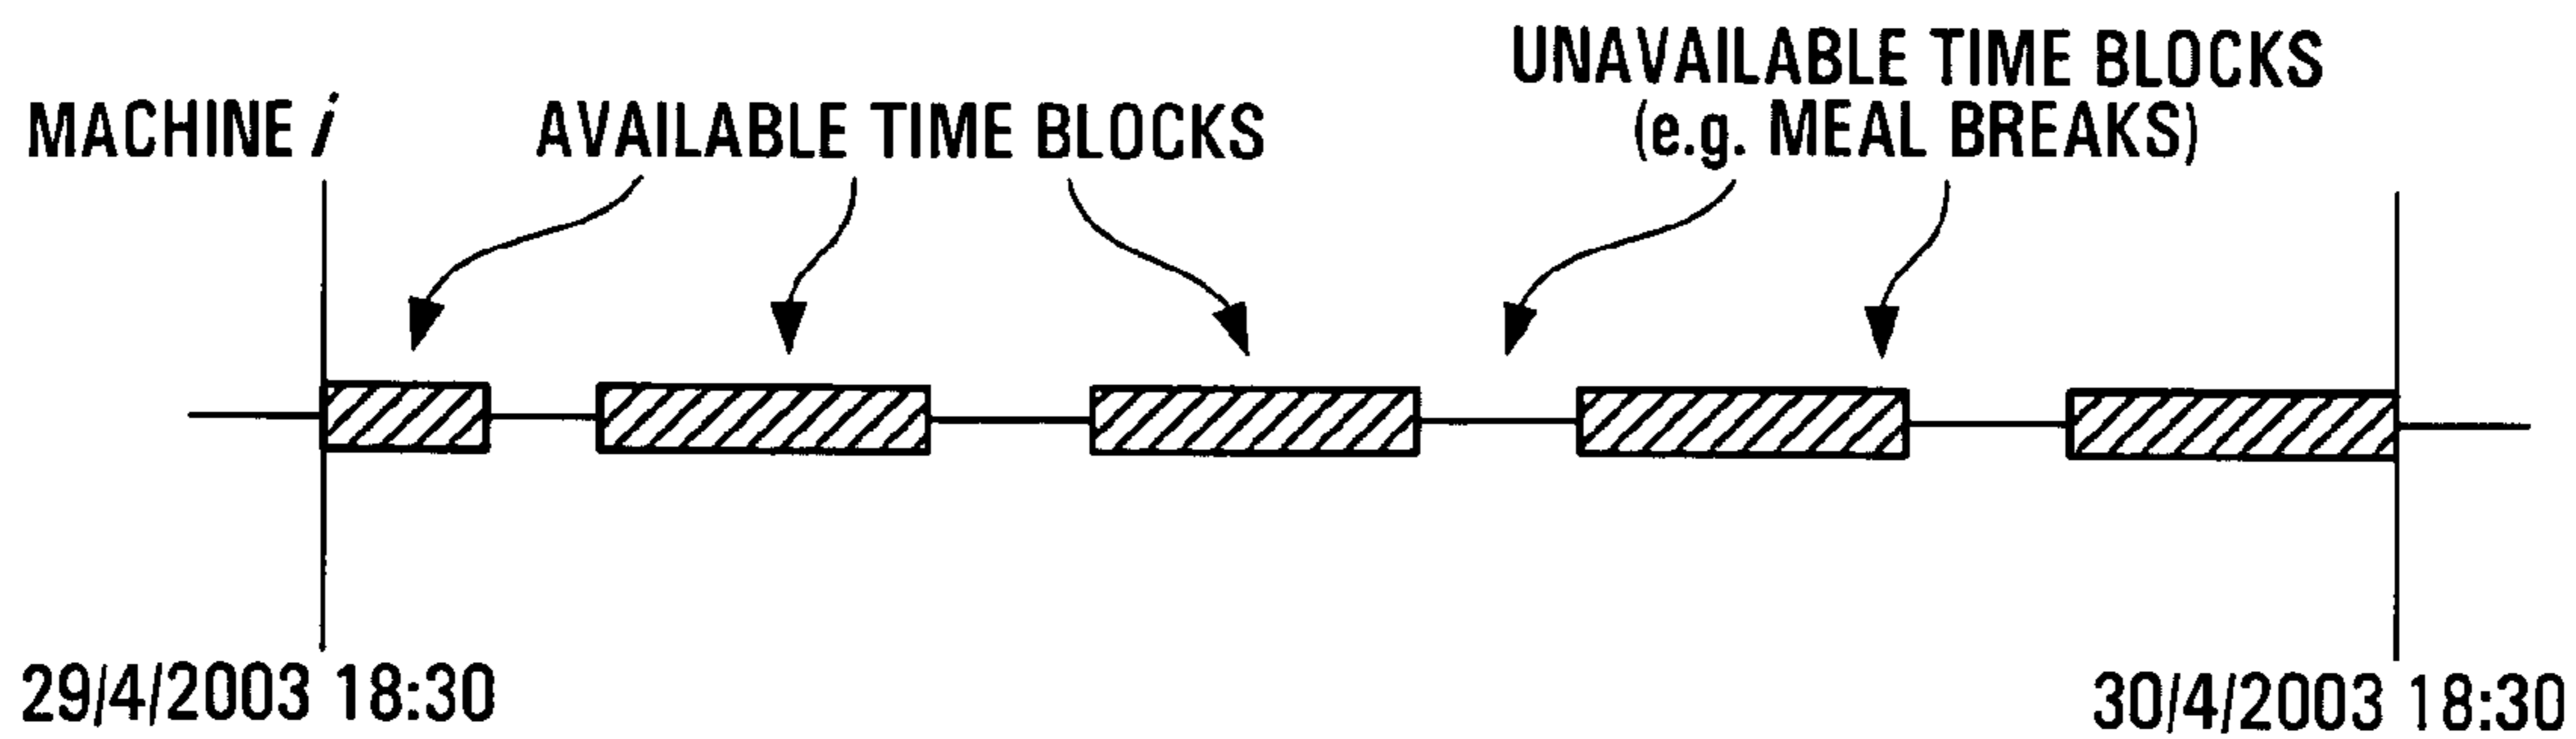 UNAVAILABLE TIME BLOCKS
MACHINE i AVAILABLE TIME BLOCKS (e.g. MEAL BREAKS)
29/4/2003 18:30 30/4/2003 18:30